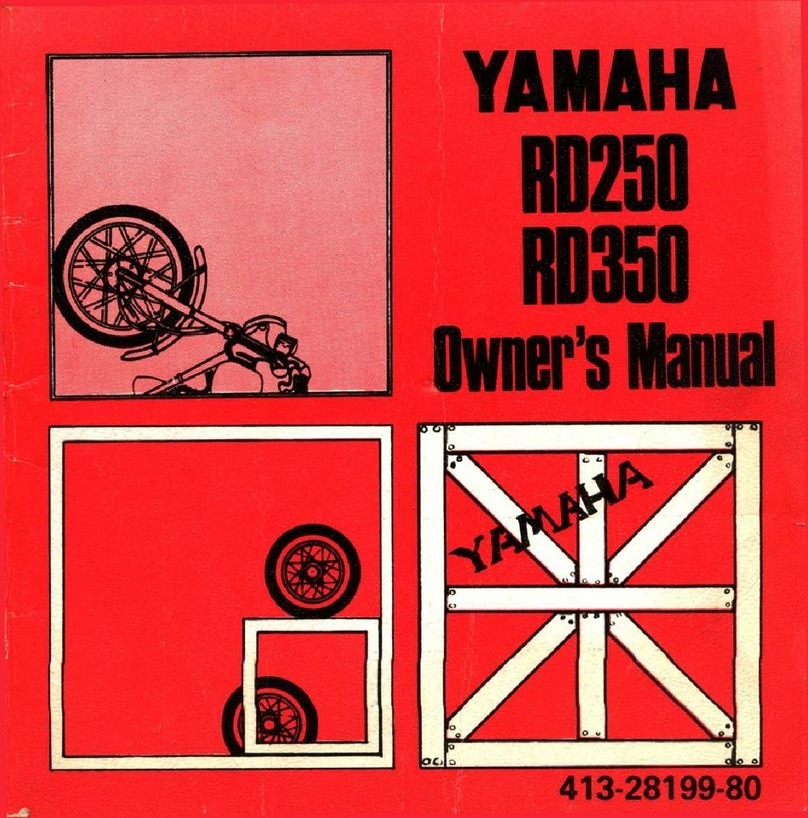 YAMAHA
RD250
RD350
Owner's Manual
YAMAHA
413-28199-80